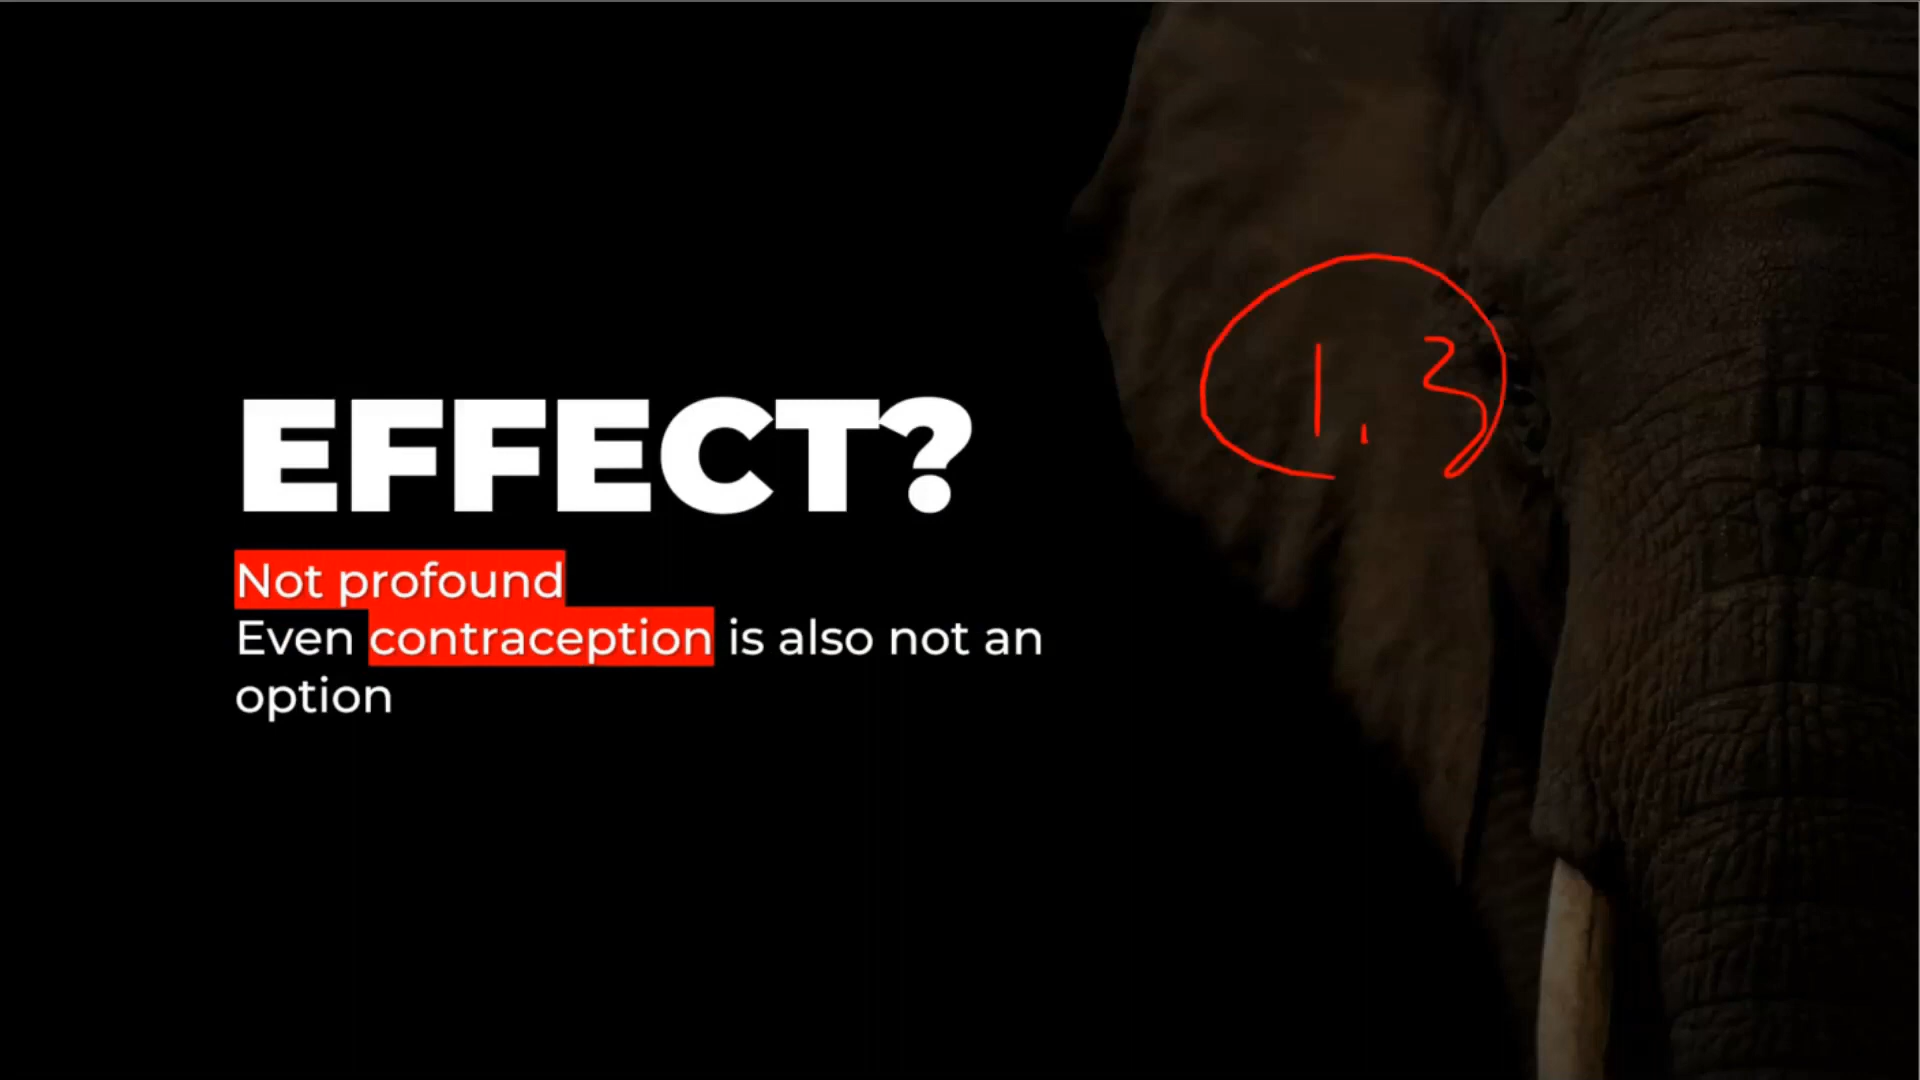 EFFECT?
Not profound
Even contraception is also not an
option
1.3